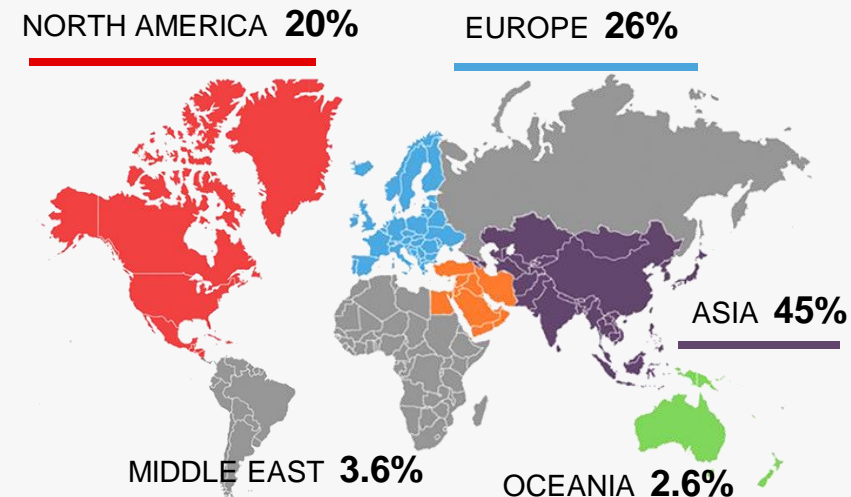 NORTH AMERICA 20%
EUROPE 26%
ASIA 45%
MIDDLE EAST 3.6%
OCEANIA 2.6%